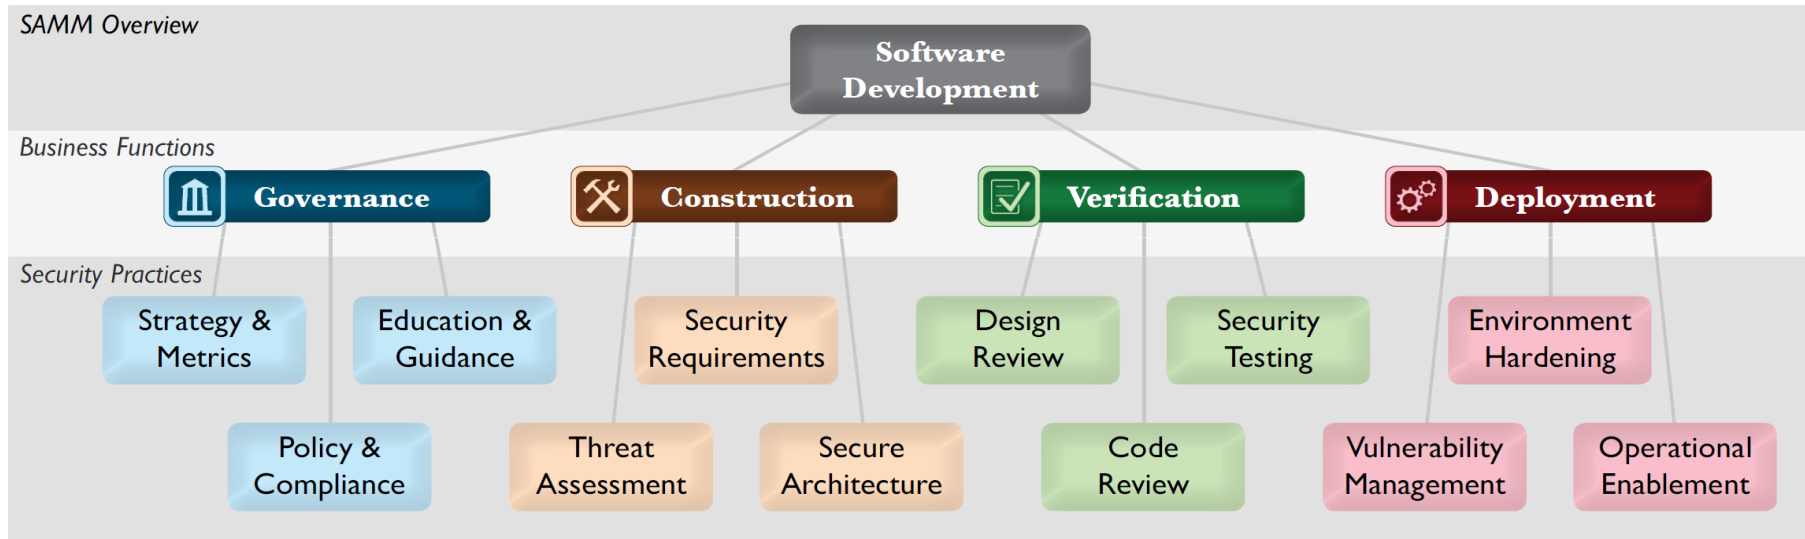 SAMM Overview
Software
Development
Business Functions
Governance
Construction
Verification
Deployment
Security Practices
Strategy &
Metrics
Education &
Guidance
Policy &
Compliance
Security
Requirements
Threat
Assessment
Secure
Architecture
Design
Review
Security
Testing
Code
Review
Environment
Hardening
Vulnerability
Management
Operational
Enablement